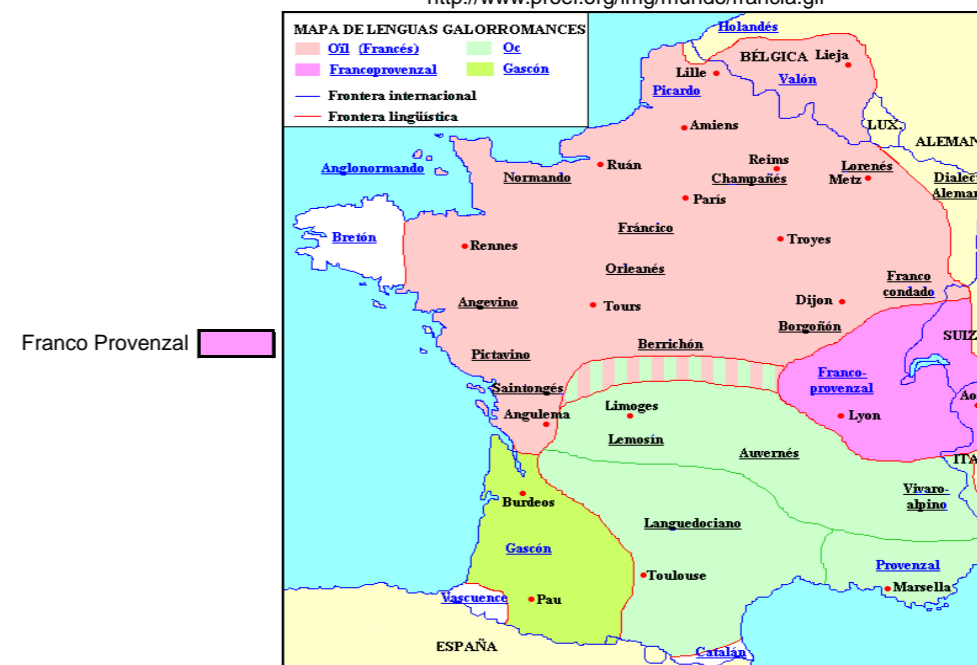 http://www.proel.org/img/mundo/francia.gif
MAPA DE LENGUAS GALORROMANCES
Oïl (Francés)
Oc
Francoprovenzal
Gascón
Frontera internacional
Frontera lingüística
Holandés
BÉLGICA
Lieja
Lille
Valón
Picardo
LUX.
Amiens
ALEMAN
Anglonormando
Normando
Ruán
Reims
Champañés
Lorenés
Metz
Dialec
Aleman
París
Bretón
Rennes
Fráncico
Troyes
Orleanés
Franco
condado
Angevino
Tours
Dijon
Borgoñón
Franco Provenzal
Berrichón
SUIZ
Pictavino
Franco-
provenzal
Saintongés
Angulema
Limoges
Lyon
Ao
Lemosín
Auvernés
ITA
Burdeos
Vivaro-
alpino
Languedociano
Gascón
Provenzal
Toulouse
Marsella
Vascuence
Pau
ESPAÑA
Catalán